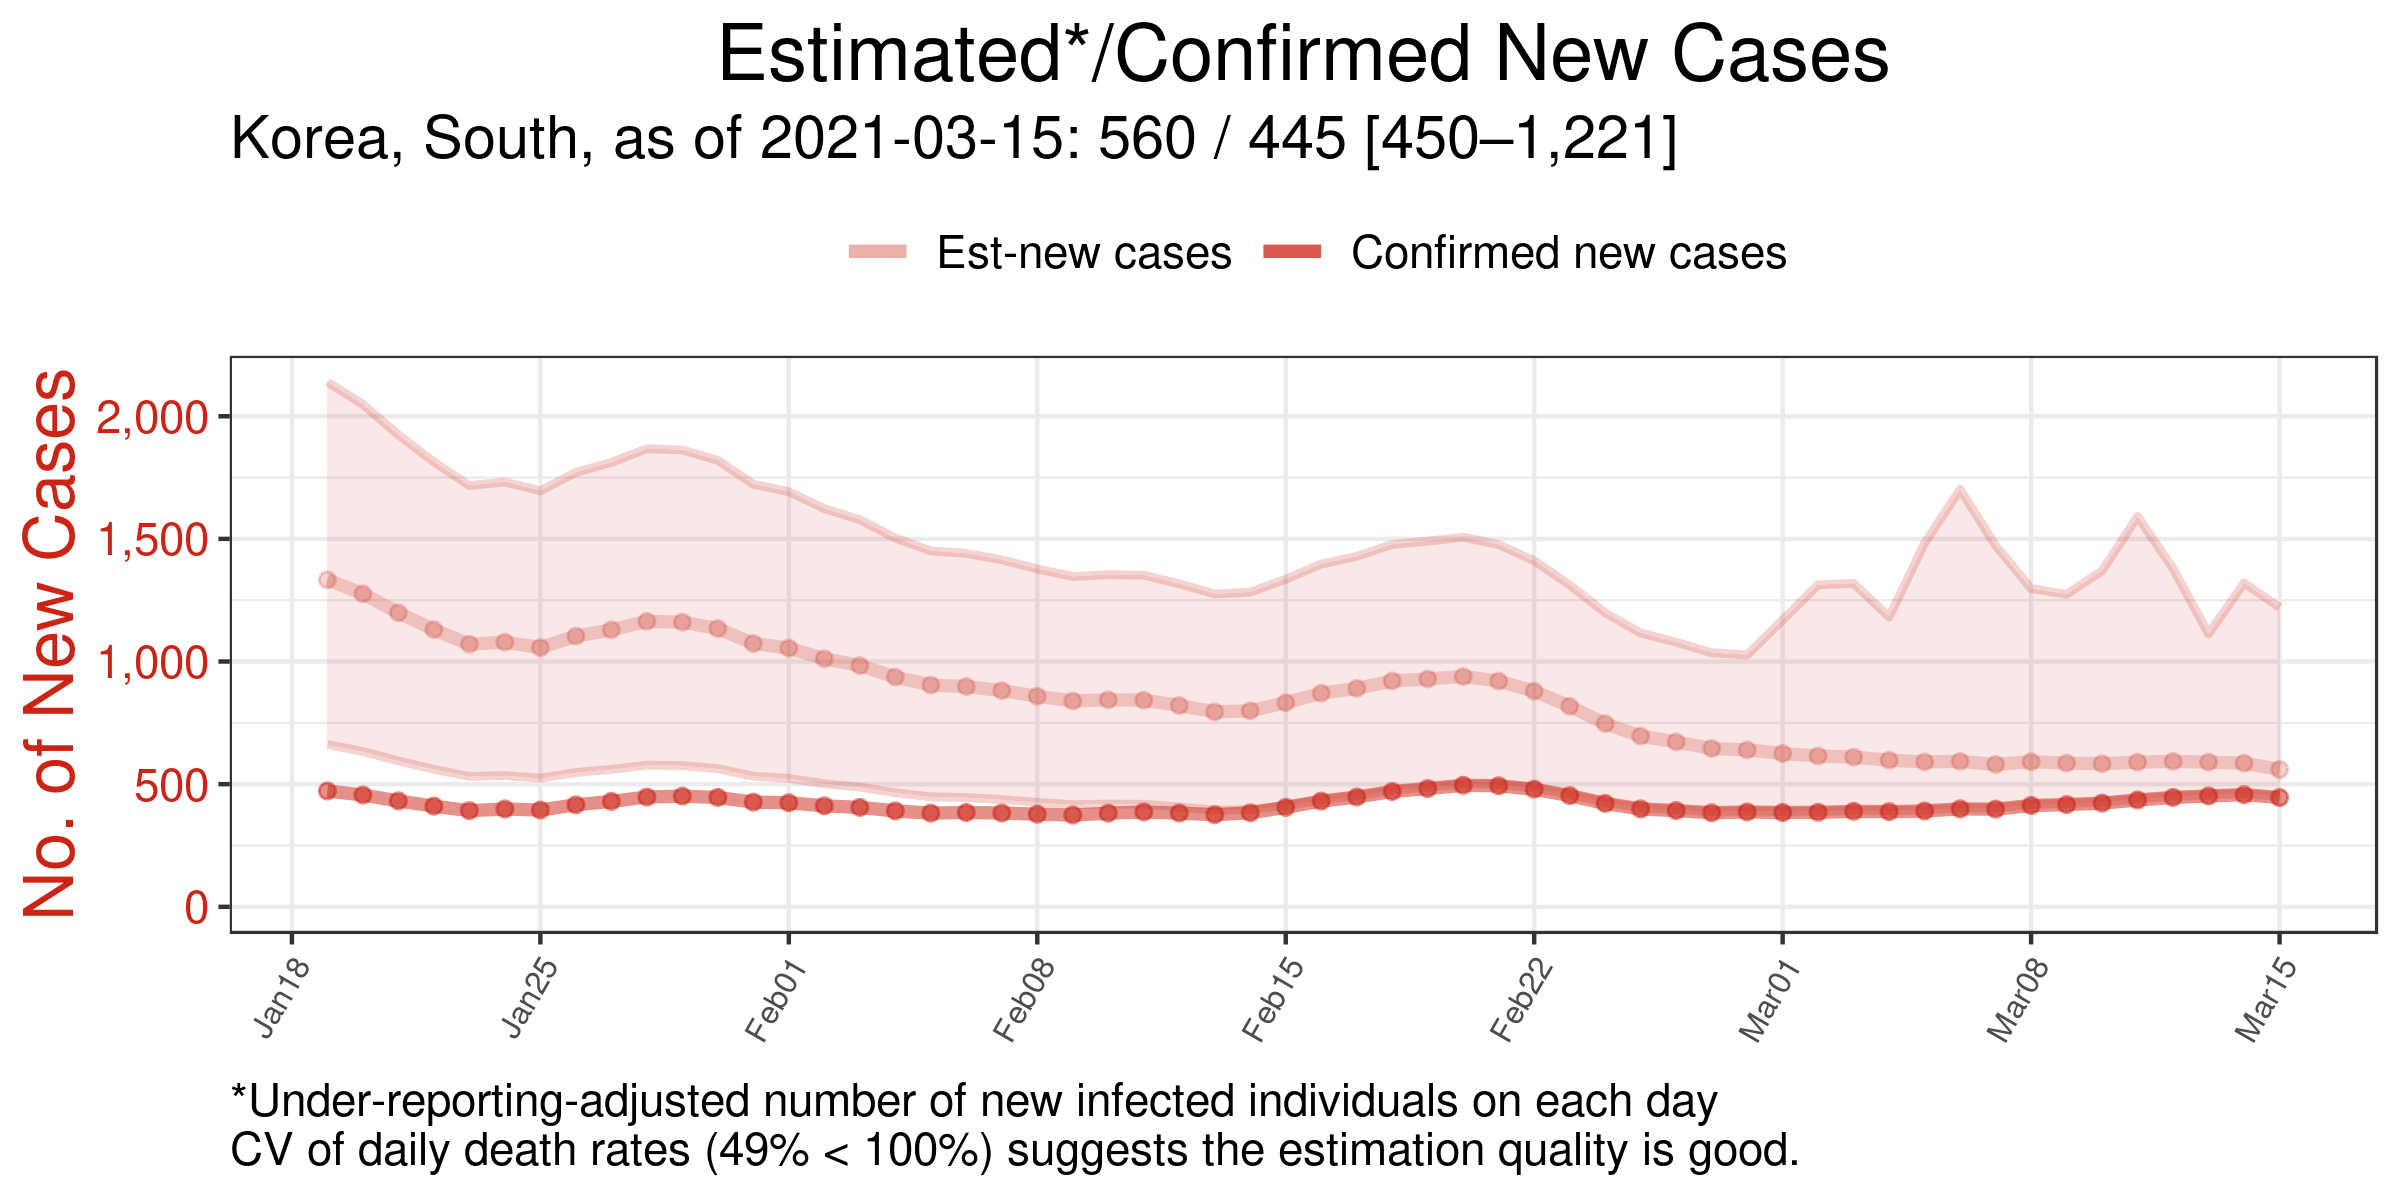 Estimated*/Confirmed New Cases
Korea, South, as of 2021-03-15: 560 / 445 [450–1,221]
Est-new cases
Confirmed new cases
No. of New Cases
2,000
1,500
1,000
500
0
Jan18
Jan25
Feb01
Feb08
Feb15
Feb22
Mar01
Mar08
Mar15
*Under-reporting-adjusted number of new infected individuals on each day
CV of daily death rates (49% < 100%) suggests the estimation quality is good.